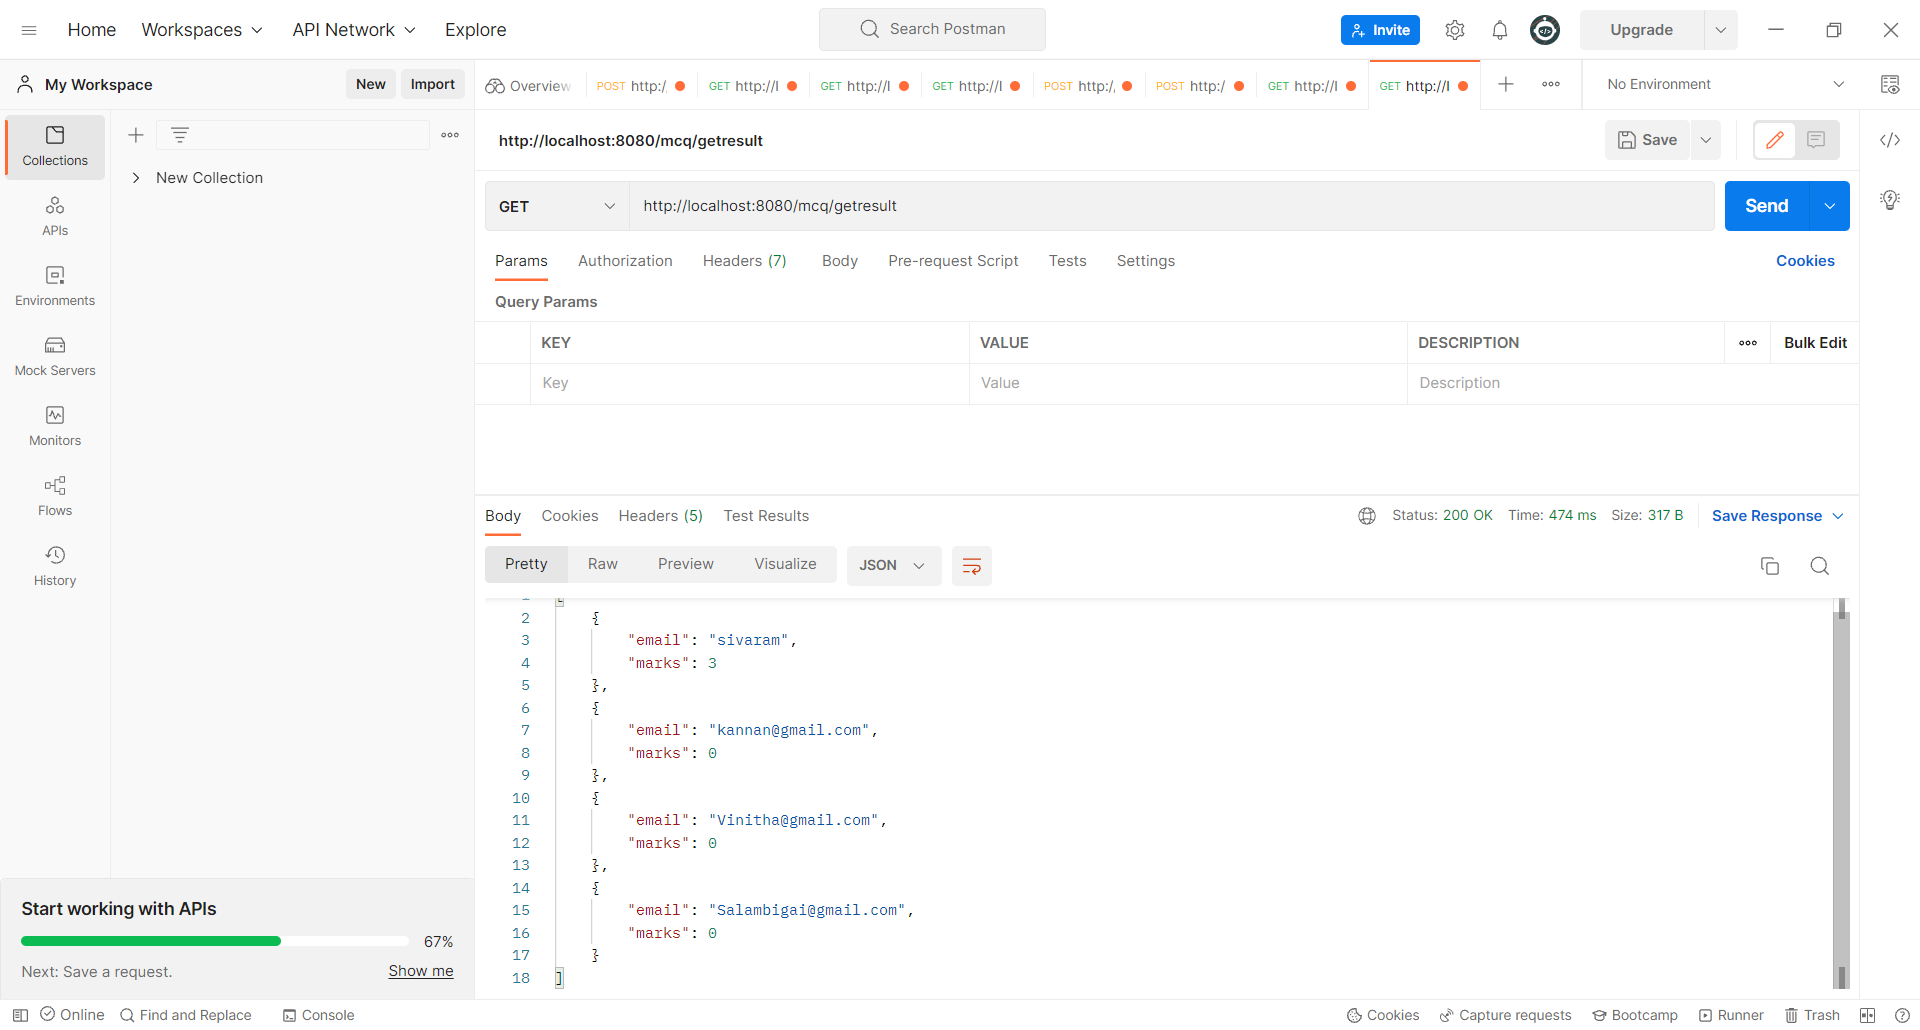 Home Workspaces API Network Explore Search Postman Invite Upgrade
My Workspace New Import Overview POST http:/ GET http://l GET http://l GET http://l POST http:/ POST http:/ GET http://l GET http://l No Environment
Collections
APIs
Environments
Mock Servers
Monitors
Flows
History
New Collection
http://localhost:8080/mcq/getresult Save
GET http://localhost:8080/mcq/getresult Send
Params Authorization Headers (7) Body Pre-request Script Tests Settings Cookies
Query Params
KEY VALUE DESCRIPTION Bulk Edit
Key Value Description
Body Cookies Headers (5) Test Results Status: 200 OK Time: 474 ms Size: 317 B Save Response
Pretty Raw Preview Visualize JSON
2 {
3 "email": "sivaram",
4 "marks": 3
5 },
6 {
7 "email": "kannan@gmail.com",
8 "marks": 0
9 },
10 {
11 "email": "Vinitha@gmail.com",
12 "marks": 0
13 },
14 {
15 "email": "Salambigai@gmail.com",
16 "marks": 0
17 }
18 ]
Start working with APIs
67%
Next: Save a request. Show me
Online Find and Replace Console Cookies Capture requests Bootcamp Runner Trash